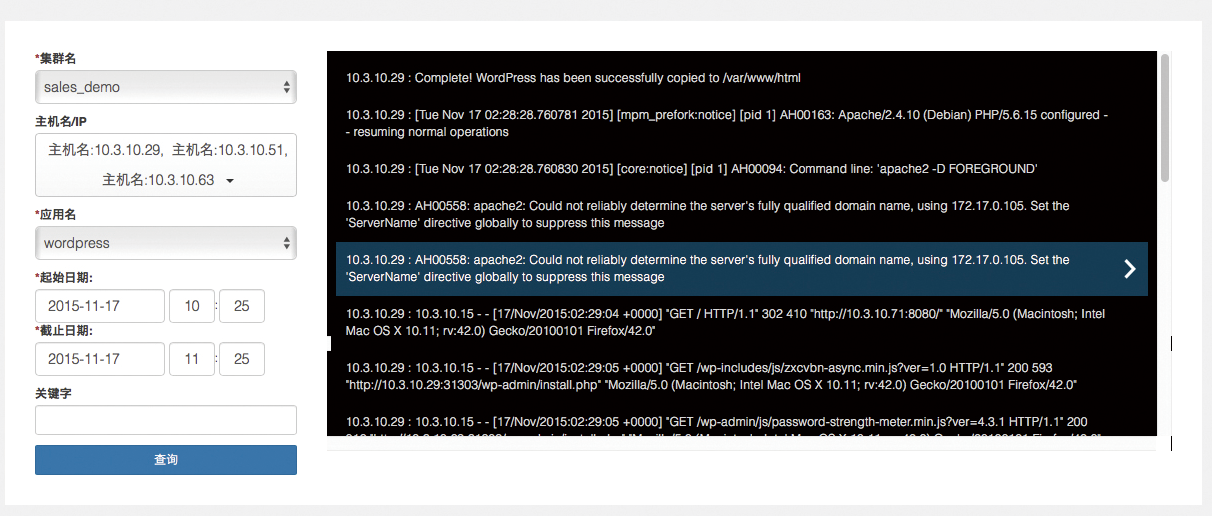 *集群名
sales_demo
主机名/IP
主机名:10.3.10.29, 主机名:10.3.10.51,
主机名:10.3.10.63
*应用名
wordpress
*起始日期:
2015-11-17 10 : 25
*截止日期:
2015-11-17 11 : 25
关键字
查询
10.3.10.29 : Complete! WordPress has been successfully copied to /var/www/html
10.3.10.29 : [Tue Nov 17 02:28:28.760781 2015] [mpm_prefork:notice] [pid 1] AH00163: Apache/2.4.10 (Debian) PHP/5.6.15 configured -
- resuming normal operations
10.3.10.29 : [Tue Nov 17 02:28:28.760830 2015] [core:notice] [pid 1] AH00094: Command line: 'apache2 -D FOREGROUND'
10.3.10.29 : AH00558: apache2: Could not reliably determine the server's fully qualified domain name, using 172.17.0.105. Set the
'ServerName' directive globally to suppress this message
10.3.10.29 : AH00558: apache2: Could not reliably determine the server's fully qualified domain name, using 172.17.0.105. Set the
'ServerName' directive globally to suppress this message
10.3.10.29 : 10.3.10.15 - - [17/Nov/2015:02:29:04 +0000] "GET / HTTP/1.1" 302 410 "http://10.3.10.71:8080/" "Mozilla/5.0 (Macintosh; Intel
Mac OS X 10.11; rv:42.0) Gecko/20100101 Firefox/42.0"
10.3.10.29 : 10.3.10.15 - - [17/Nov/2015:02:29:05 +0000] "GET /wp-includes/js/zxcvbn-async.min.js?ver=1.0 HTTP/1.1" 200 593
"http://10.3.10.29:31303/wp-admin/install.php" "Mozilla/5.0 (Macintosh; Intel Mac OS X 10.11; rv:42.0) Gecko/20100101 Firefox/42.0"
10.3.10.29 : 10.3.10.15 - - [17/Nov/2015:02:29:05 +0000] "GET /wp-admin/js/password-strength-meter.min.js?ver=4.3.1 HTTP/1.1" 200